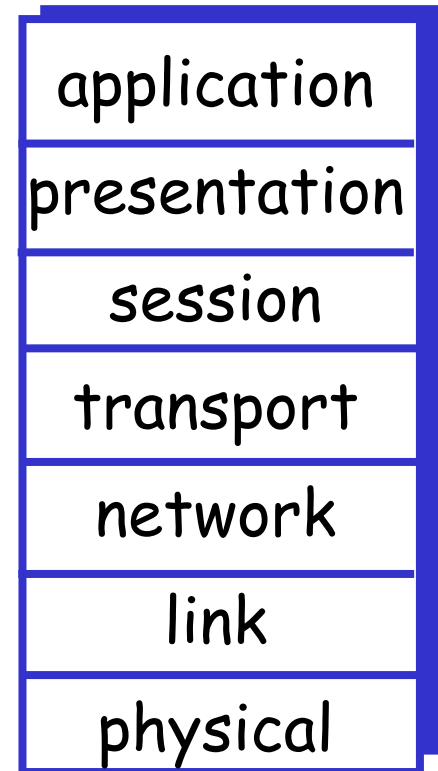 application
presentation
session
transport
network
link
physical